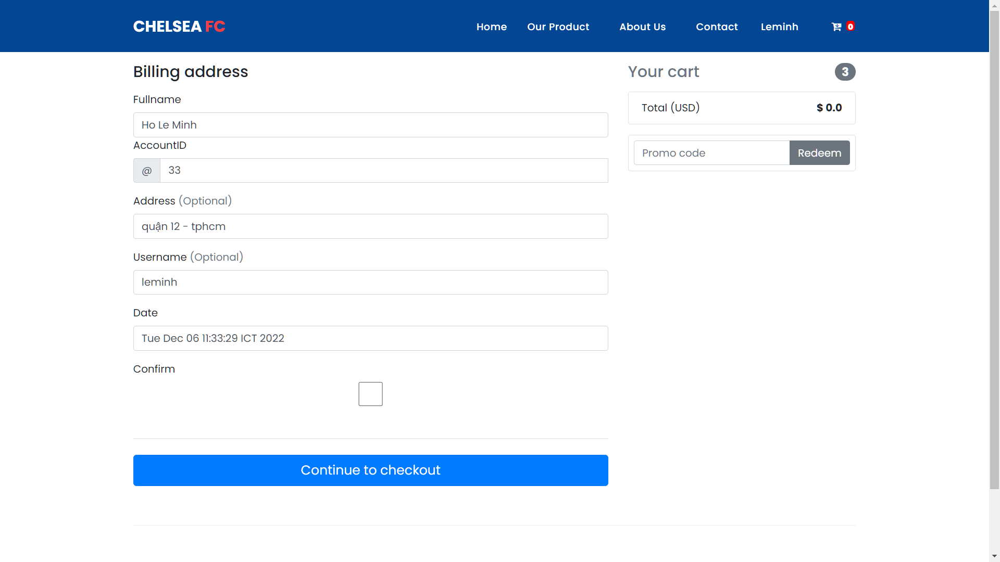 CHELSEA FC
Home Our Product About Us Contact Leminh 0
Billing address
Fullname
Ho Le Minh
AccountID
@ 33
Address (Optional)
quận 12 - tphcm
Username (Optional)
leminh
Date
Tue Dec 06 11:33:29 ICT 2022
Confirm
Continue to checkout
Your cart 3
Total (USD) $ 0.0
Promo code Redeem